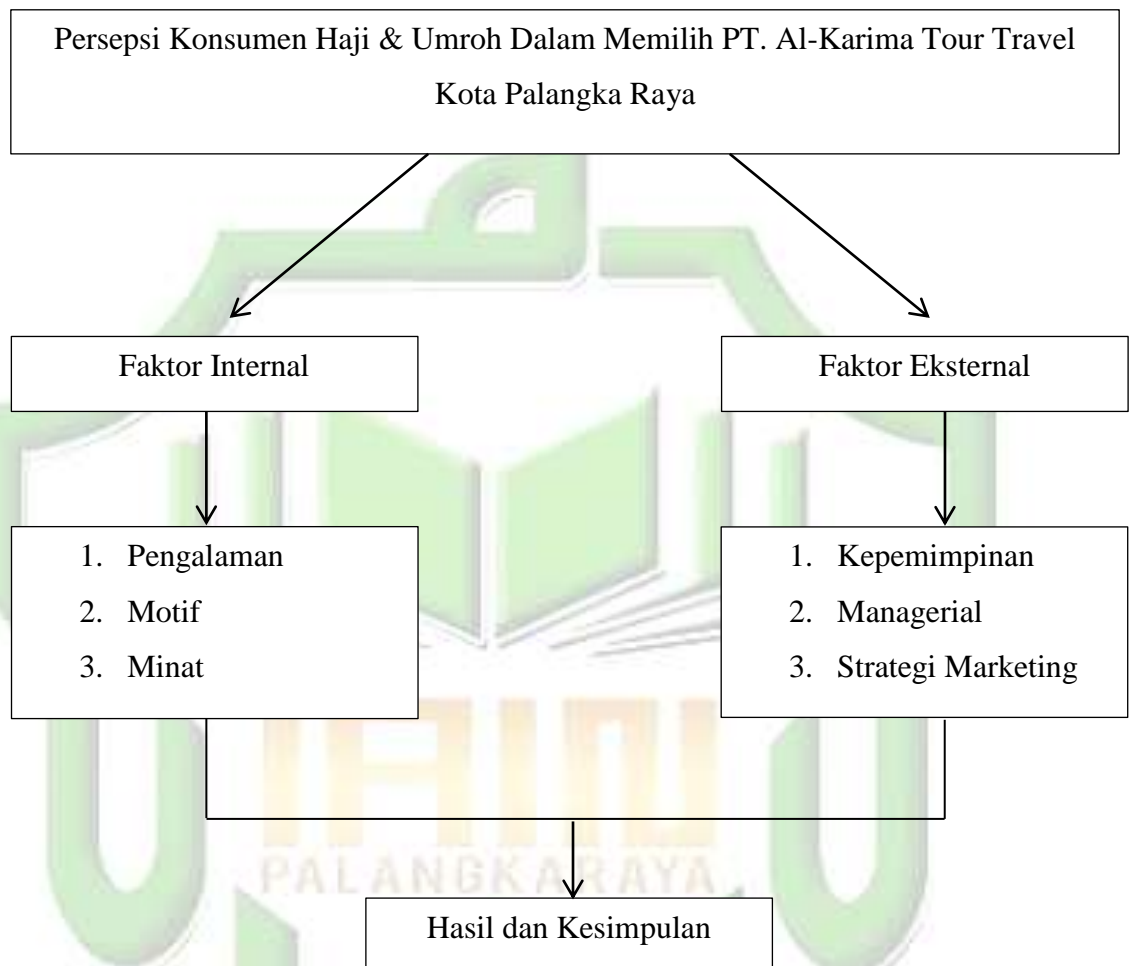 Persepsi Konsumen Haji & Umroh Dalam Memilih PT. Al-Karima Tour Travel
Kota Palangka Raya
Faktor Internal
Faktor Eksternal
1. Pengalaman
2. Motif
3. Minat
1. Kepemimpinan
2. Managerial
3. Strategi Marketing
IAIN
PALANGKARAYA
Hasil dan Kesimpulan